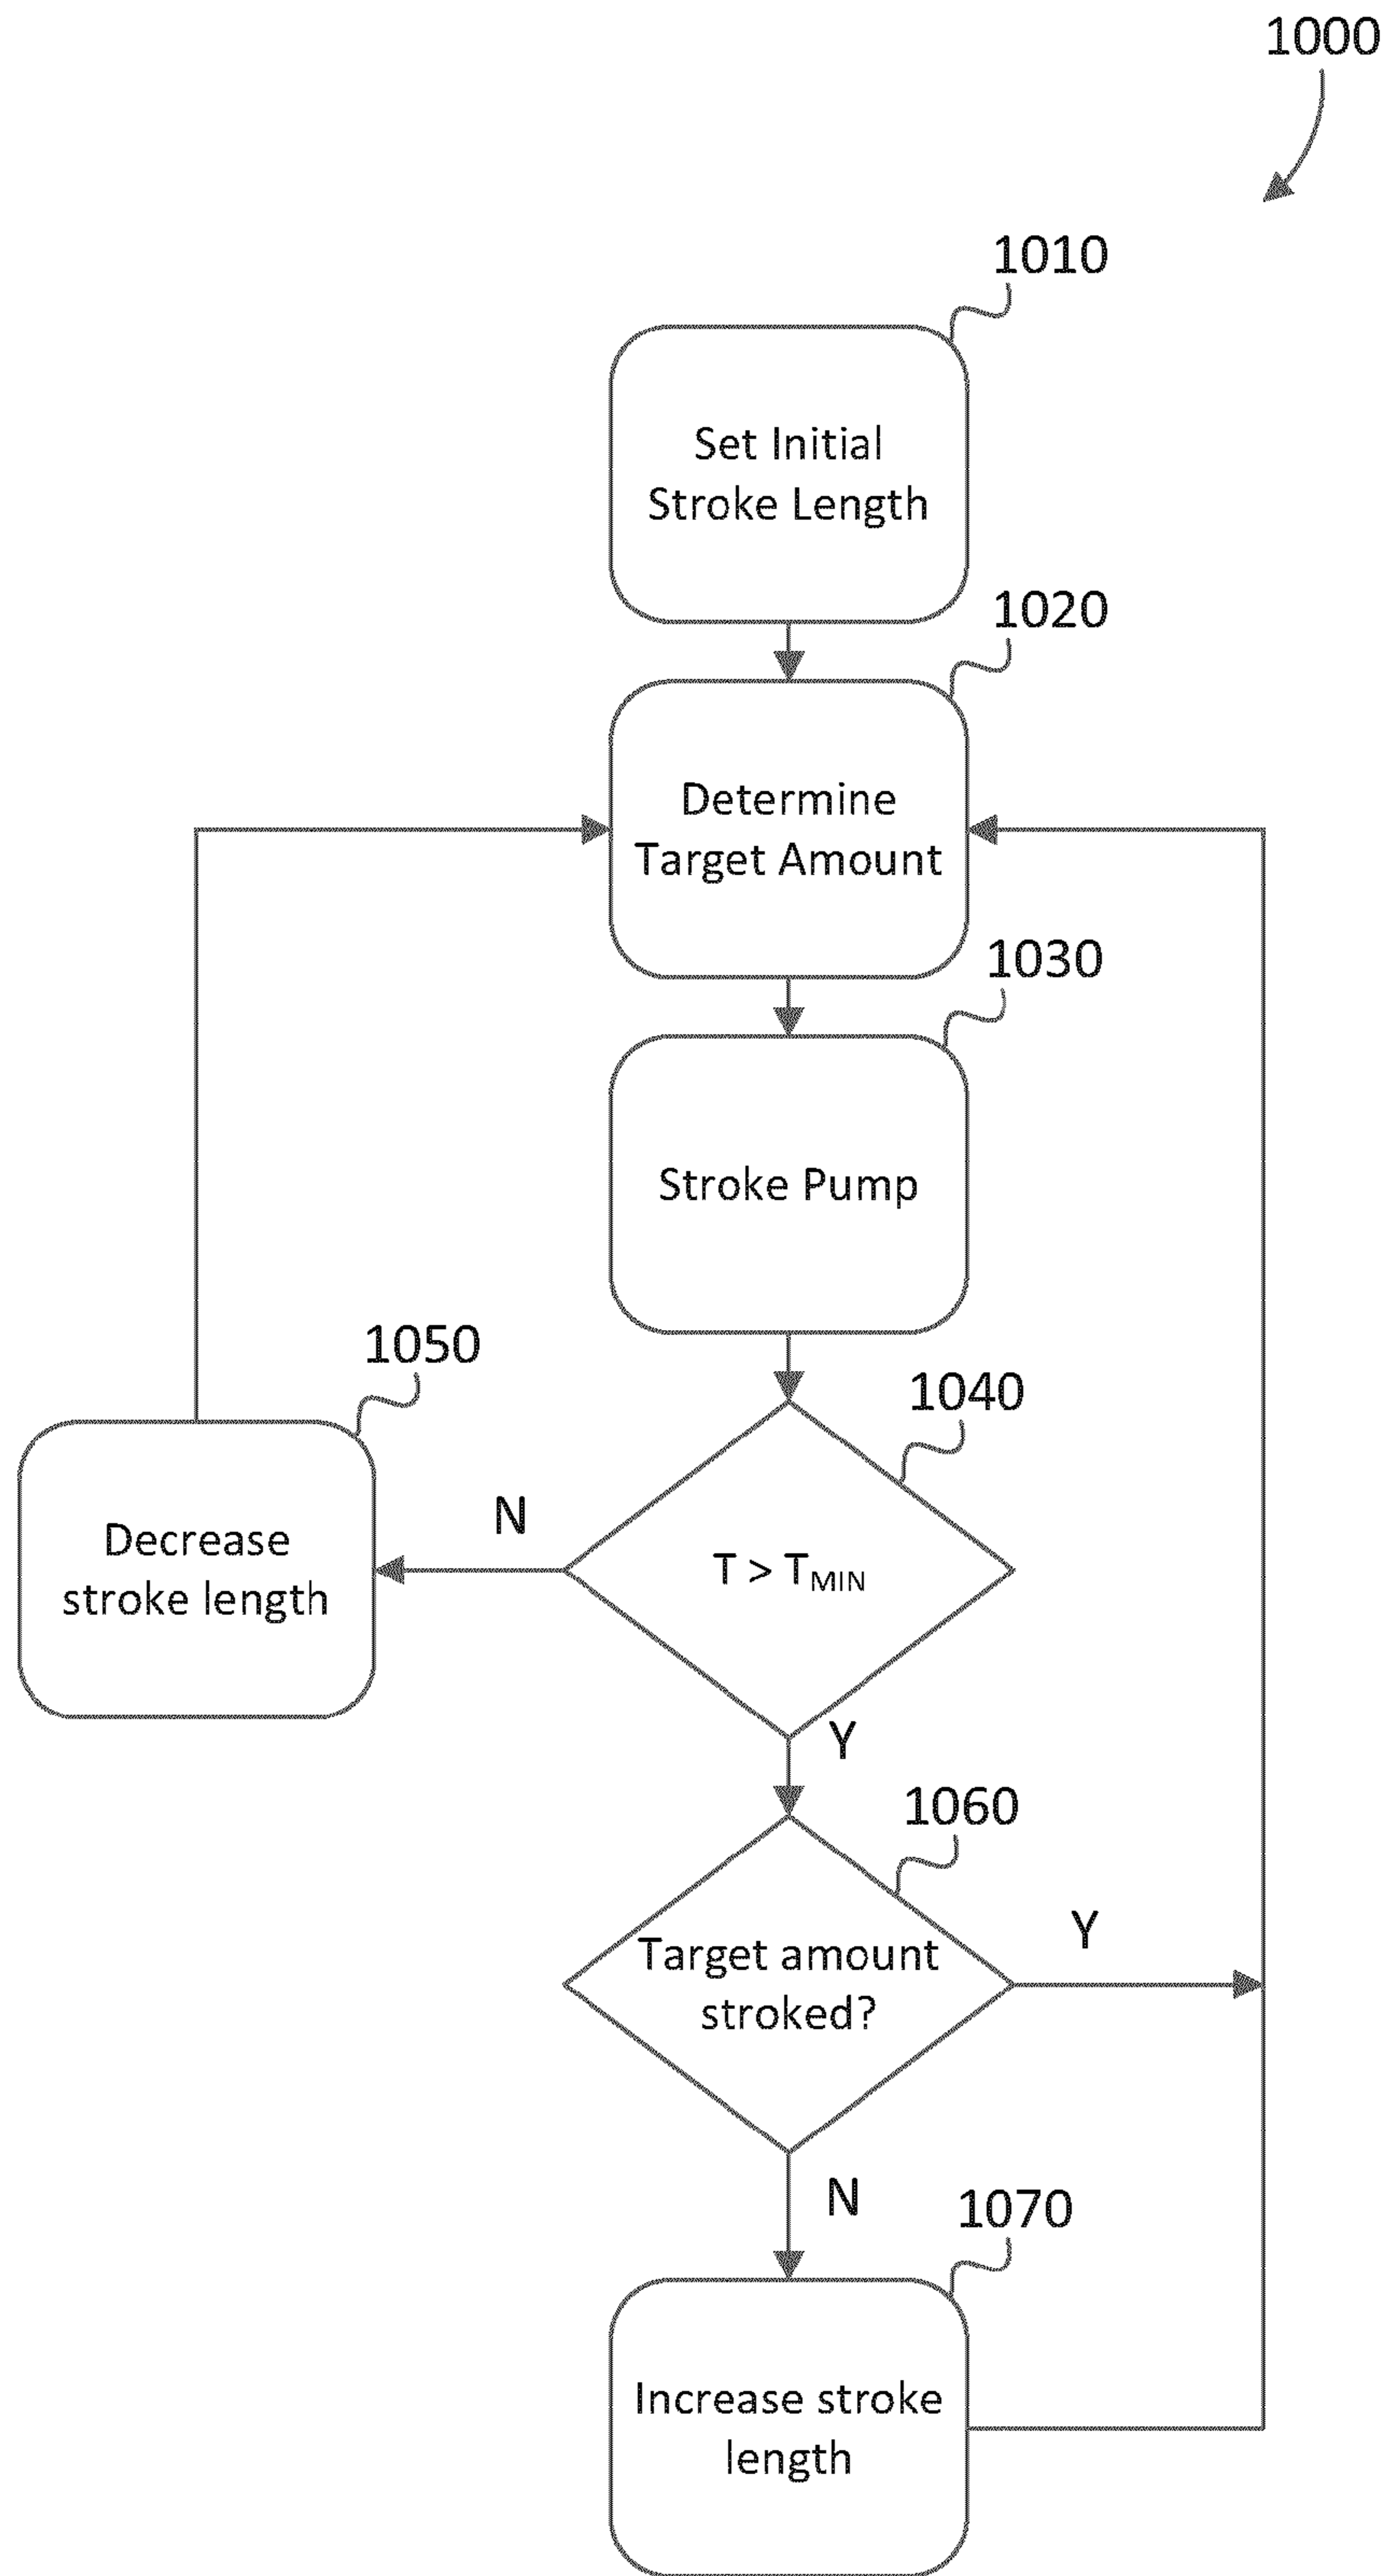 1000
1010
Set Initial
Stroke Length
1020
Determine
Target Amount
1030
Stroke Pump
1050
1040
Decrease
stroke length
N
T > TMIN
Y
1060
Target amount
stroked?
Y
N
1070
Increase stroke
length